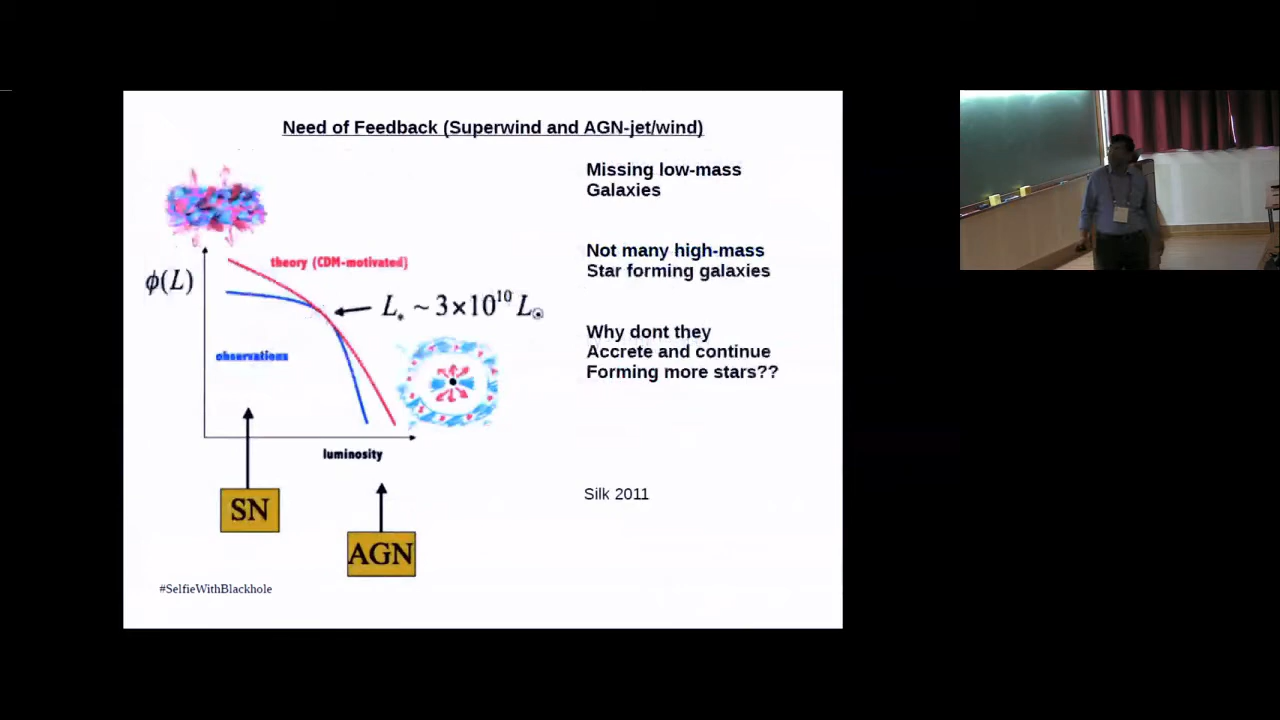 Need of Feedback (Superwind and AGN-jet/wind)
Missing low-mass
Galaxies
Not many high-mass
Star forming galaxies
Why dont they
Accrete and continue
Forming more stars??
Silk 2011
theory (CDM-motivated)
ϕ(L)
L* ~ 3×10¹⁰ L⊙
observations
luminosity
SN
AGN
#SelfieWithBlackhole